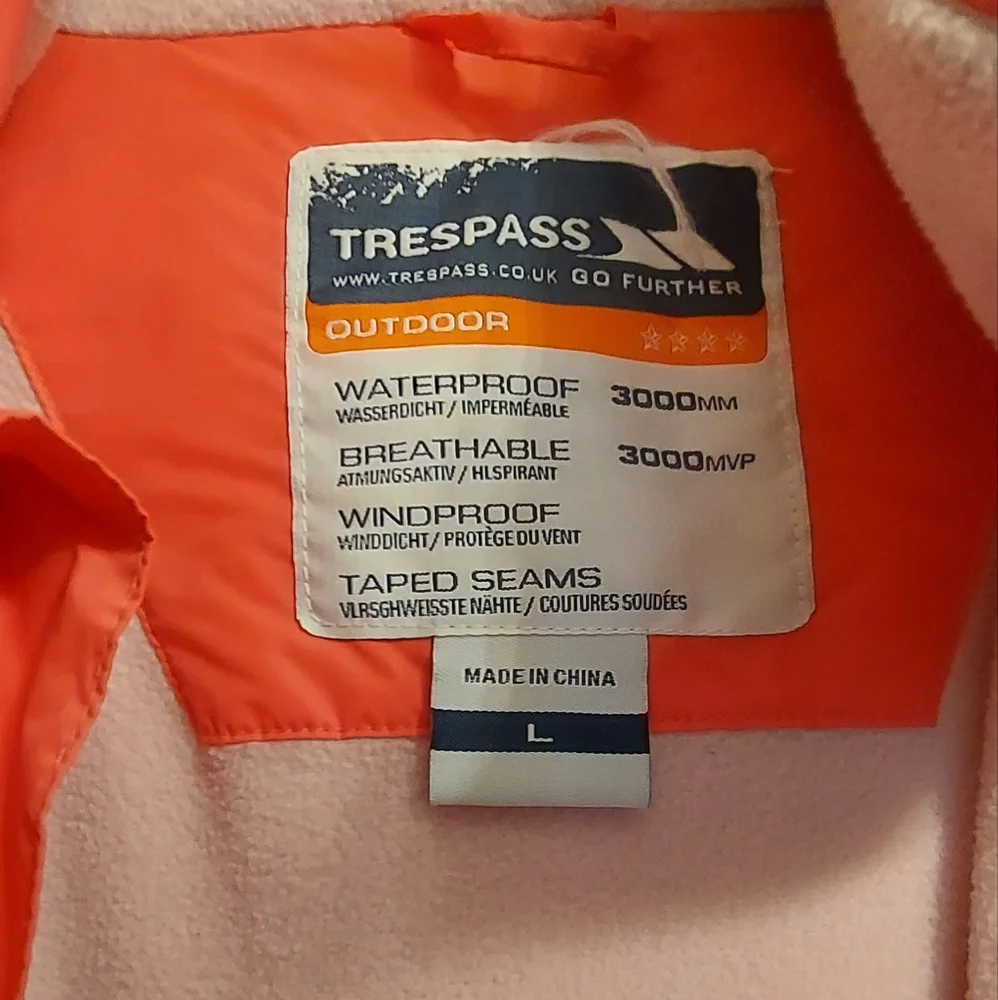 TRESPASS
WWW.TRESPASS.CO.UK GO FURTHER
OUTDOOR
WATERPROOF 3000MM
WASSERDICHT / IMPERMÉABLE
BREATHABLE 3000MVP
ATMUNGSAKTIV / HLSPIRANT
WINDPROOF
WINDDICHT / PROTÈGE DU VENT
TAPED SEAMS
VLRSGHWEISSTE NÄHTE / COUTURES SOUDÉES
MADE IN CHINA
L